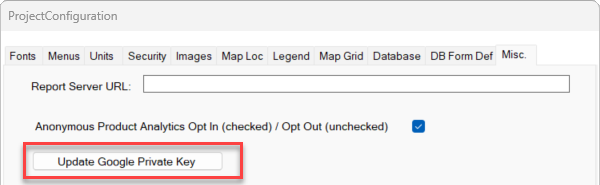 ProjectConfiguration
Fonts Menus Units Security Images Map Loc Legend Map Grid Database DB Form Def Misc.
Report Server URL:
Anonymous Product Analytics Opt In (checked) / Opt Out (unchecked)
Update Google Private Key